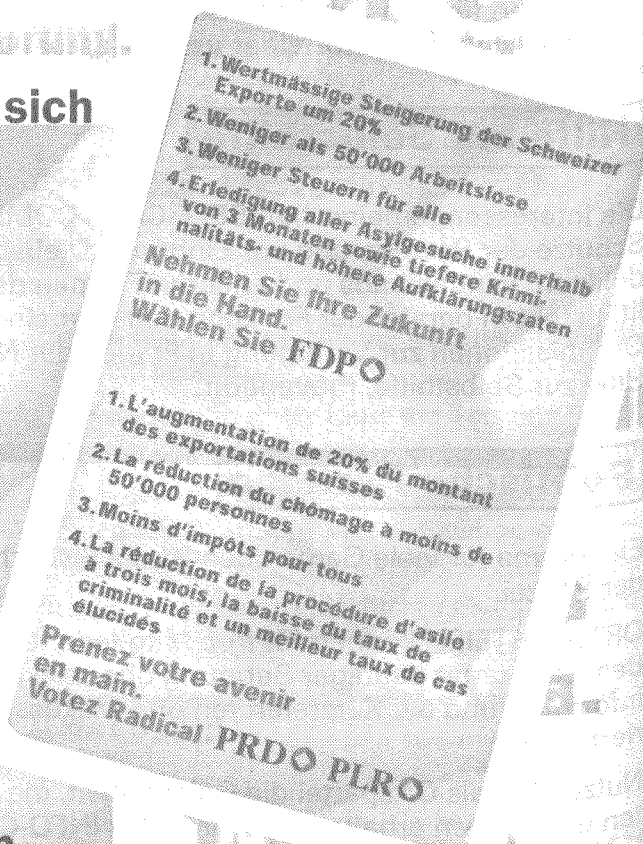 sich
1. Wertmässige Steigerung der Schweizer
Exporte um 20%
2. Weniger als 50'000 Arbeitslose
3. Weniger Steuern für alle
4. Erledigung aller Asylgesuche innerhalb
von 3 Monaten sowie tiefere Krimi-
nalitäts- und höhere Aufklärungsraten
Nehmen Sie Ihre Zukunft
in die Hand.
Wählen Sie FDP
1. L'augmentation de 20% du montant
des exportations suisses
2. La réduction du chômage à moins de
50'000 personnes
3. Moins d'impôts pour tous
4. La réduction de la procédure d'asile
à trois mois, la baisse du taux de
criminalité et un meilleur taux de cas
élucidés
Prenez votre avenir
en main.
Votez Radical PRD PLR